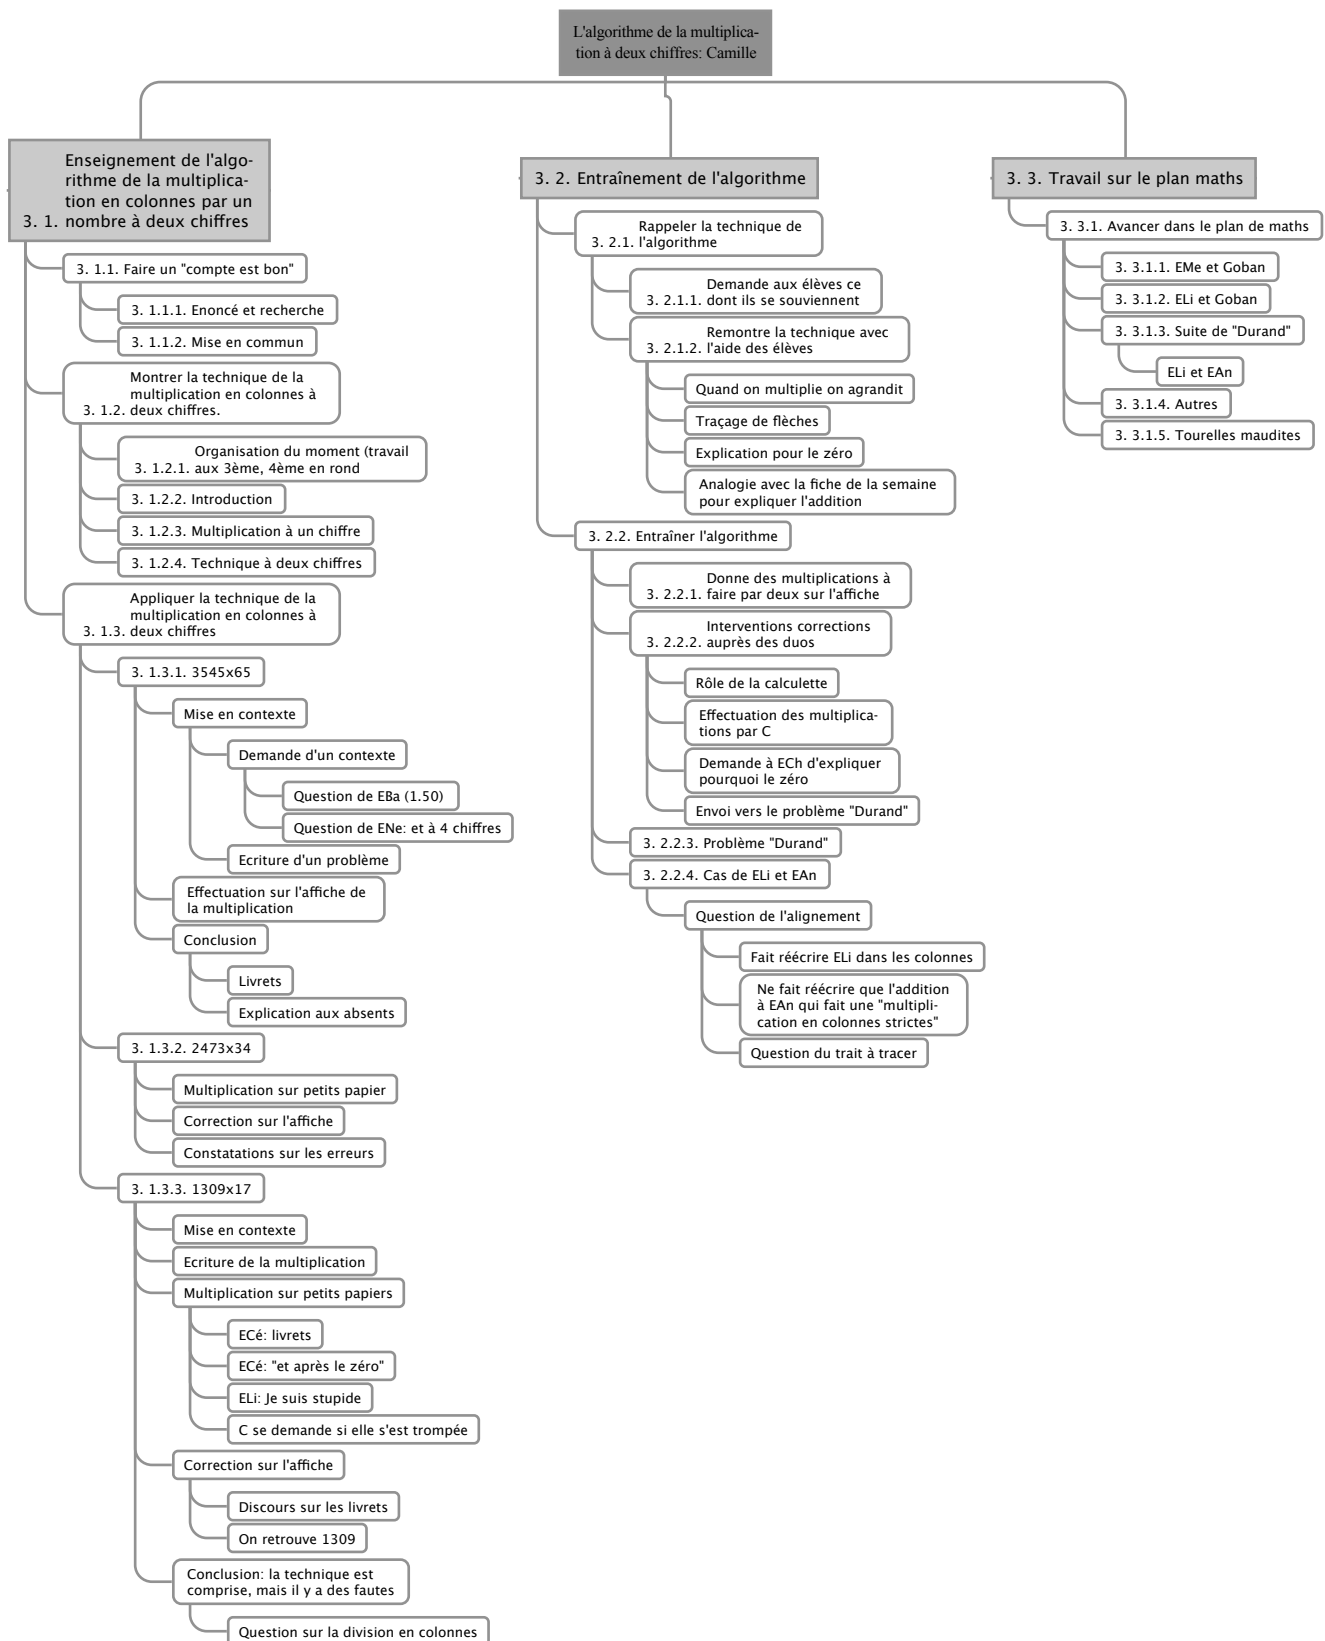 L'algorithme de la multiplica-
tion à deux chiffres: Camille
Enseignement de l'algo-
rithme de la multiplica-
tion en colonnes par un
3. 1. nombre à deux chiffres
3. 1.1. Faire un "compte est bon"
3. 1.1.1. Enoncé et recherche
3. 1.1.2. Mise en commun
Montrer la technique de la
multiplication en colonnes à
3. 1.2. deux chiffres.
Organisation du moment (travail
3. 1.2.1. aux 3ème, 4ème en rond
3. 1.2.2. Introduction
3. 1.2.3. Multiplication à un chiffre
3. 1.2.4. Technique à deux chiffres
Appliquer la technique de la
multiplication en colonnes à
3. 1.3. deux chiffres
3. 1.3.1. 3545x65
Mise en contexte
Demande d'un contexte
Question de EBa (1.50)
Question de ENe: et à 4 chiffres
Ecriture d'un problème
Effectuation sur l'affiche de
la multiplication
Conclusion
Livrets
Explication aux absents
3. 1.3.2. 2473x34
Multiplication sur petits papier
Correction sur l'affiche
Constatations sur les erreurs
3. 1.3.3. 1309x17
Mise en contexte
Ecriture de la multiplication
Multiplication sur petits papiers
ECé: livrets
ECé: "et après le zéro"
ELi: Je suis stupide
C se demande si elle s'est trompée
Correction sur l'affiche
Discours sur les livrets
On retrouve 1309
Conclusion: la technique est
comprise, mais il y a des fautes
Question sur la division en colonnes
3. 2. Entraînement de l'algorithme
Rappeler la technique de
3. 2.1. l'algorithme
Demande aux élèves ce
3. 2.1.1. dont ils se souviennent
Remontre la technique avec
3. 2.1.2. l'aide des élèves
Quand on multiplie on agrandit
Traçage de flèches
Explication pour le zéro
Analogie avec la fiche de la semaine
pour expliquer l'addition
3. 2.2. Entraîner l'algorithme
Donne des multiplications à
3. 2.2.1. faire par deux sur l'affiche
Interventions corrections
3. 2.2.2. auprès des duos
Rôle de la calculette
Effectuation des multiplica-
tions par C
Demande à ECh d'expliquer
pourquoi le zéro
Envoi vers le problème "Durand"
3. 2.2.3. Problème "Durand"
3. 2.2.4. Cas de ELi et EAn
Question de l'alignement
Fait réécrire ELi dans les colonnes
Ne fait réécrire que l'addition
à EAn qui fait une "multipli-
cation en colonnes strictes"
Question du trait à tracer
3. 3. Travail sur le plan maths
3. 3.1. Avancer dans le plan de maths
3. 3.1.1. EMe et Goban
3. 3.1.2. ELi et Goban
3. 3.1.3. Suite de "Durand"
ELi et EAn
3. 3.1.4. Autres
3. 3.1.5. Tourelles maudites